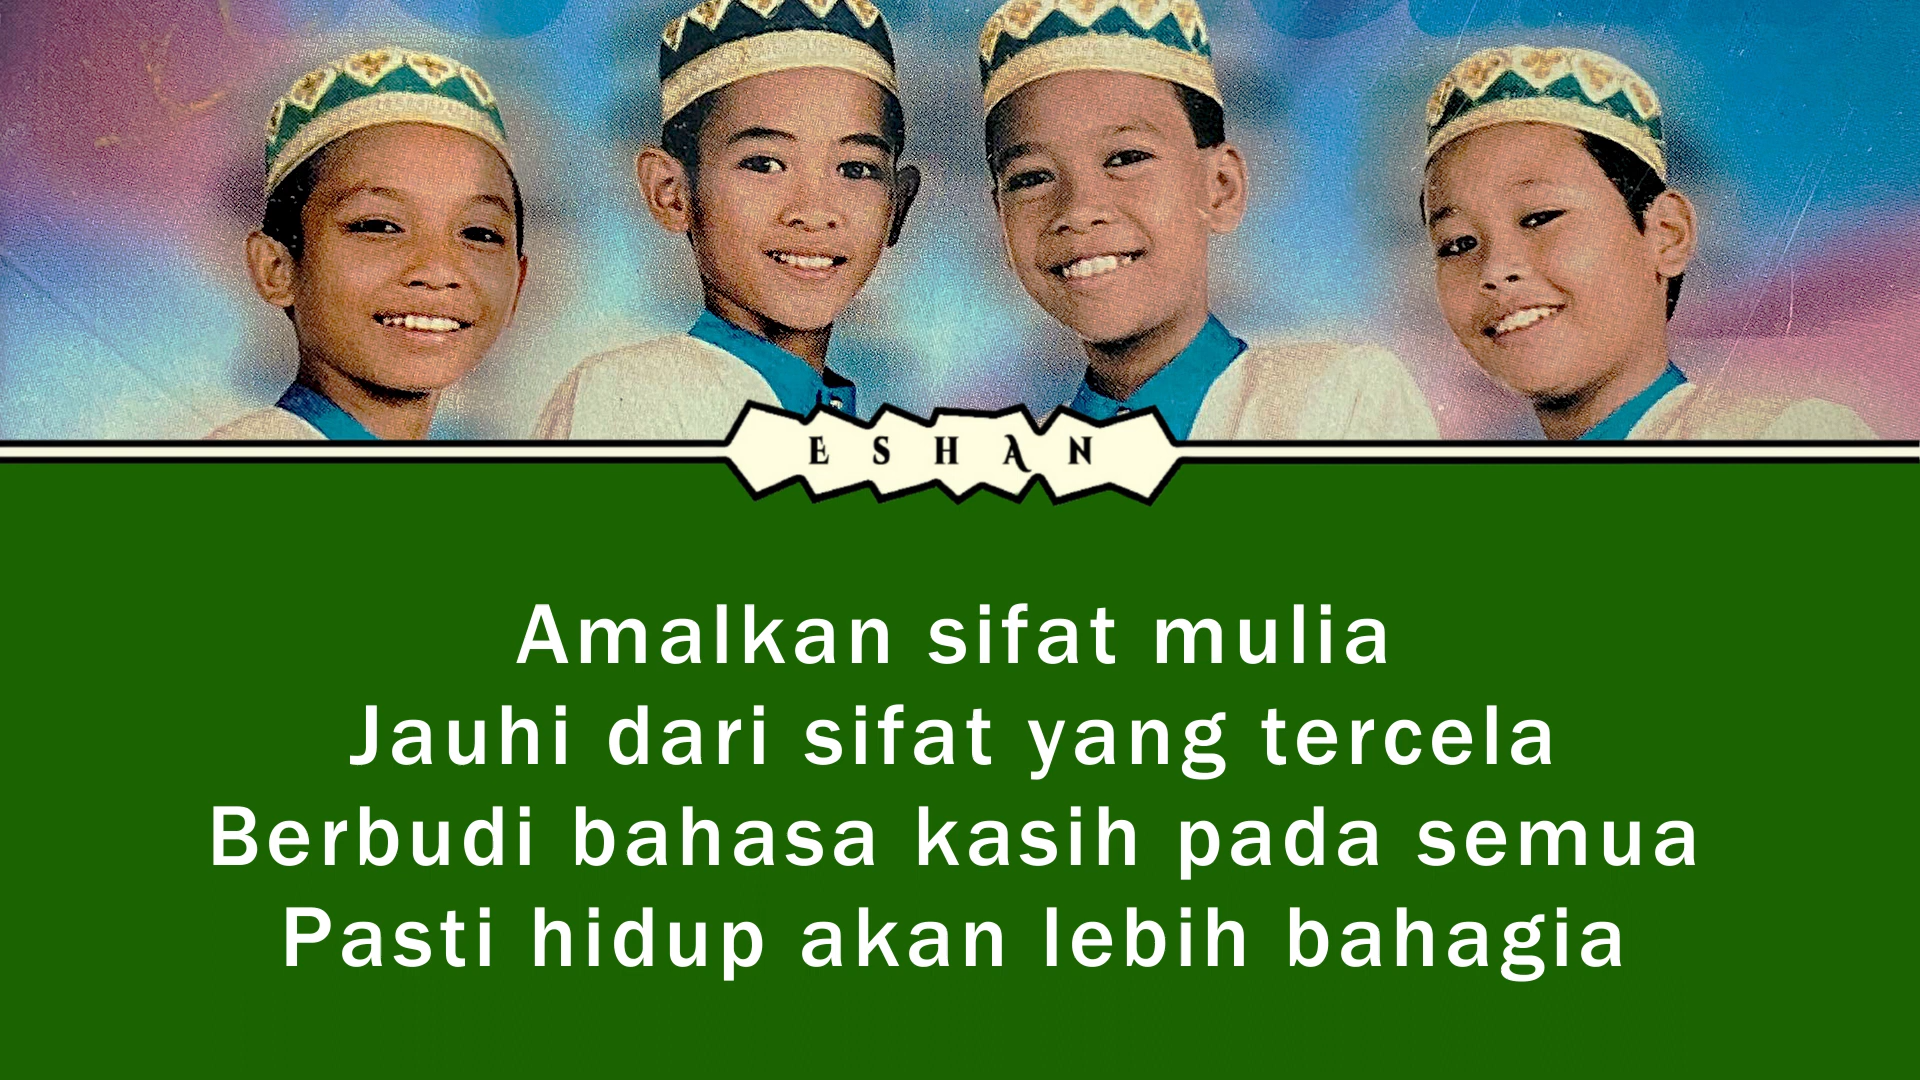 ESHAN
Amalkan sifat mulia
Jauhi dari sifat yang tercela
Berbudi bahasa kasih pada semua
Pasti hidup akan lebih bahagia